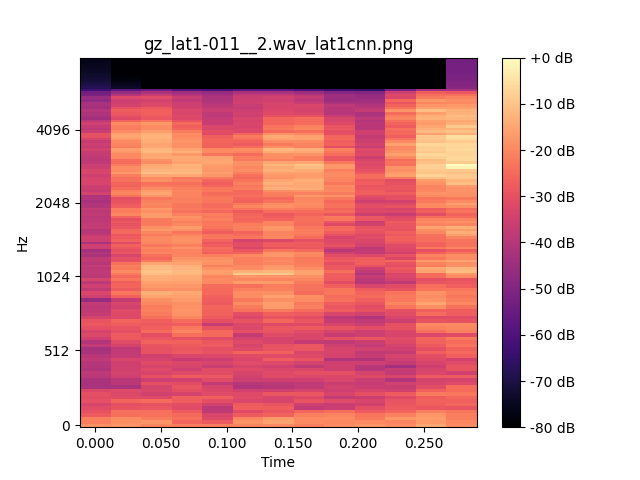 gz_lat1-011__2.wav_lat1cnn.png
Hz
4096
2048
1024
512
0
0.000 0.050 0.100 0.150 0.200 0.250
Time
+0 dB
-10 dB
-20 dB
-30 dB
-40 dB
-50 dB
-60 dB
-70 dB
-80 dB